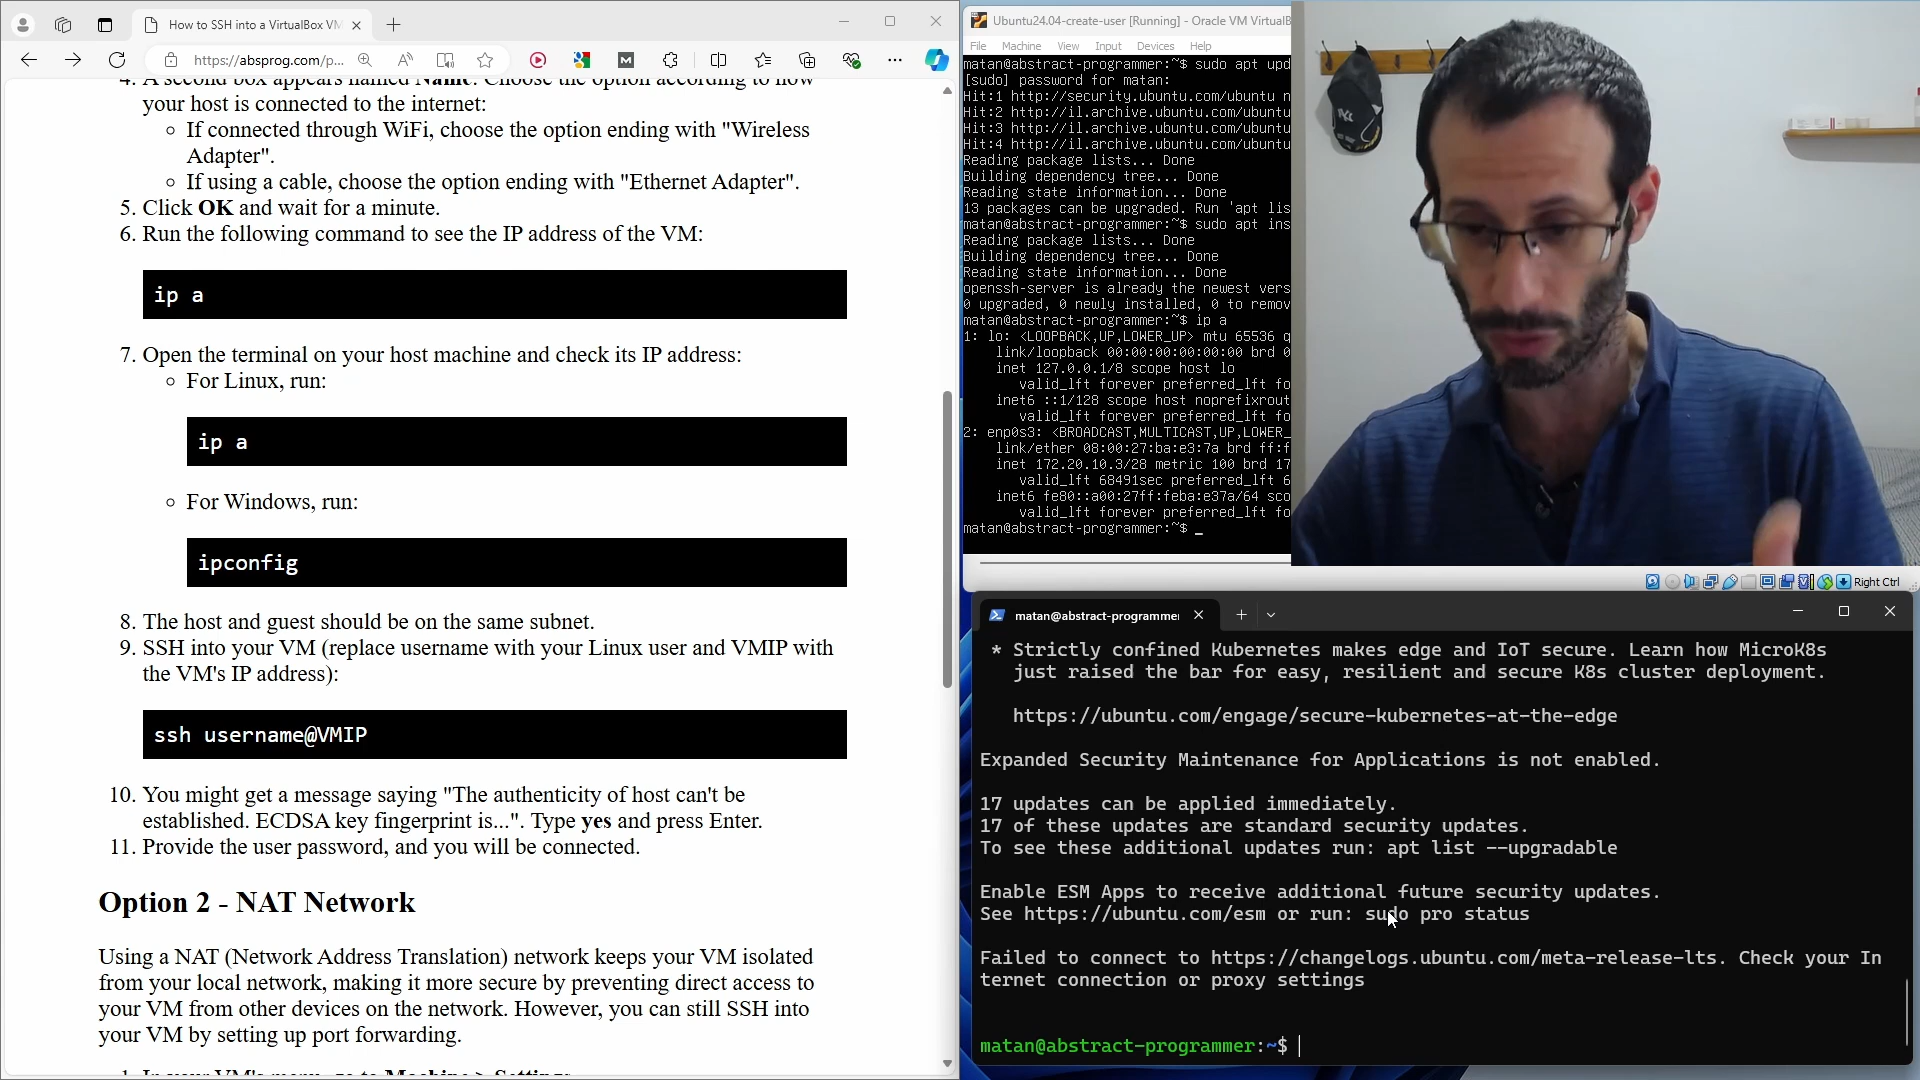 How to SSH into a VirtualBox VM
https://absprog.com/p...
4. A second box appears named Name. Choose the option according to how
your host is connected to the internet:
If connected through WiFi, choose the option ending with "Wireless
Adapter".
If using a cable, choose the option ending with "Ethernet Adapter".
5. Click OK and wait for a minute.
6. Run the following command to see the IP address of the VM:
ip a
7. Open the terminal on your host machine and check its IP address:
For Linux, run:
ip a
For Windows, run:
ipconfig
8. The host and guest should be on the same subnet.
9. SSH into your VM (replace username with your Linux user and VMIP with
the VM's IP address):
ssh username@VMIP
10. You might get a message saying "The authenticity of host can't be
established. ECDSA key fingerprint is...". Type yes and press Enter.
11. Provide the user password, and you will be connected.
Option 2 - NAT Network
Using a NAT (Network Address Translation) network keeps your VM isolated
from your local network, making it more secure by preventing direct access to
your VM from other devices on the network. However, you can still SSH into
your VM by setting up port forwarding.
1. In your VM's menu, go to Machine > Settings
Ubuntu24.04-create-user [Running] - Oracle VM VirtualB
File Machine View Input Devices Help
matan@abstract-programmer:~$ sudo apt upd
[sudo] password for matan:
Hit:1 http://security.ubuntu.com/ubuntu n
Hit:2 http://il.archive.ubuntu.com/ubuntu
Hit:3 http://il.archive.ubuntu.com/ubuntu
Hit:4 http://il.archive.ubuntu.com/ubuntu
Reading package lists... Done
Building dependency tree... Done
Reading state information... Done
13 packages can be upgraded. Run 'apt lis
matan@abstract-programmer:~$ sudo apt ins
Reading package lists... Done
Building dependency tree... Done
Reading state information... Done
openssh-server is already the newest vers
0 upgraded, 0 newly installed, 0 to remov
matan@abstract-programmer:~$ ip a
1: lo: <LOOPBACK,UP,LOWER_UP> mtu 65536 q
link/loopback 00:00:00:00:00:00 brd 0
inet 127.0.0.1/8 scope host lo
valid_lft forever preferred_lft fo
inet6 ::1/128 scope host noprefixrout
valid_lft forever preferred_lft fo
2: enp0s3: <BROADCAST,MULTICAST,UP,LOWER_
link/ether 08:00:27:ba:e3:7a brd ff:f
inet 172.20.10.3/28 metric 100 brd 17
valid_lft 68491sec preferred_lft 6
inet6 fe80::a00:27ff:feba:e37a/64 sco
valid_lft forever preferred_lft fo
matan@abstract-programmer:~$ _
Right Ctrl
matan@abstract-programmer
* Strictly confined Kubernetes makes edge and IoT secure. Learn how MicroK8s
just raised the bar for easy, resilient and secure K8s cluster deployment.
https://ubuntu.com/engage/secure-kubernetes-at-the-edge
Expanded Security Maintenance for Applications is not enabled.
17 updates can be applied immediately.
17 of these updates are standard security updates.
To see these additional updates run: apt list --upgradable
Enable ESM Apps to receive additional future security updates.
See https://ubuntu.com/esm or run: sudo pro status
Failed to connect to https://changelogs.ubuntu.com/meta-release-lts. Check your In
ternet connection or proxy settings
matan@abstract-programmer:~$